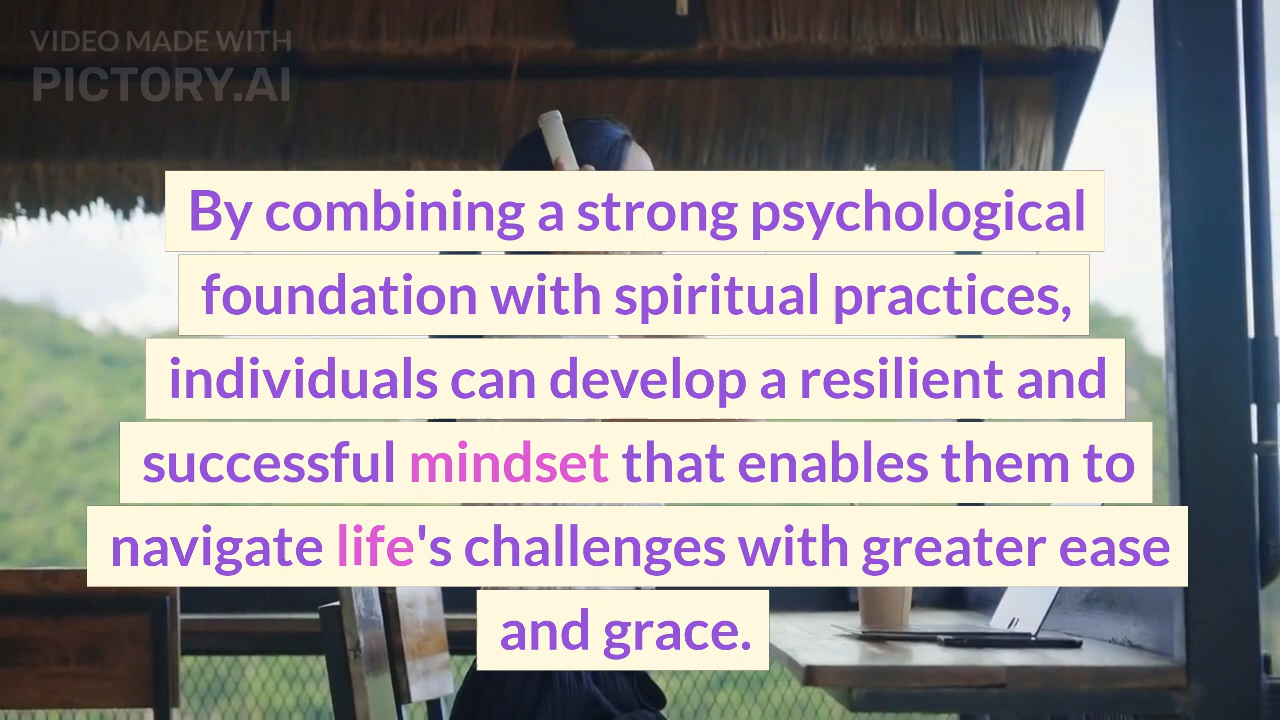 VIDEO MADE WITH
PICTORY.AI
By combining a strong psychological
foundation with spiritual practices,
individuals can develop a resilient and
successful mindset that enables them to
navigate life's challenges with greater ease
and grace.